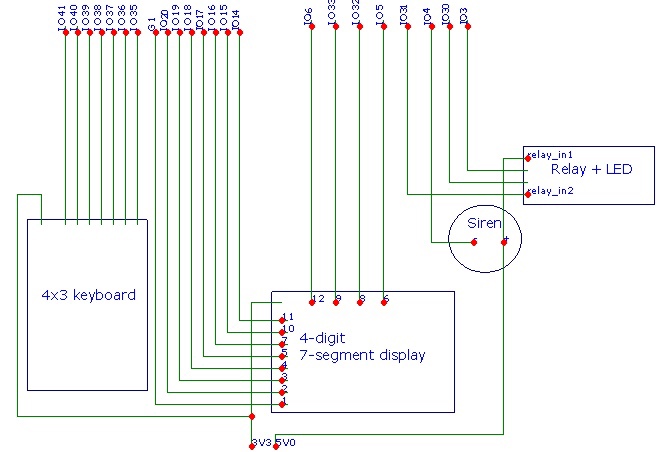 IO41
IO40
IO39
IO38
IO37
IO36
IO35
G1
IO20
IO19
IO18
IO17
IO16
IO15
IO14
IO6
IO33
IO32
IO5
IO31
IO4
IO30
IO3
relay_in1
Relay + LED
relay_in2
Siren
-
+
4x3 keyboard
12
9
8
6
11
10
7
5
4
3
2
1
4-digit
7-segment display
3V3
5V0